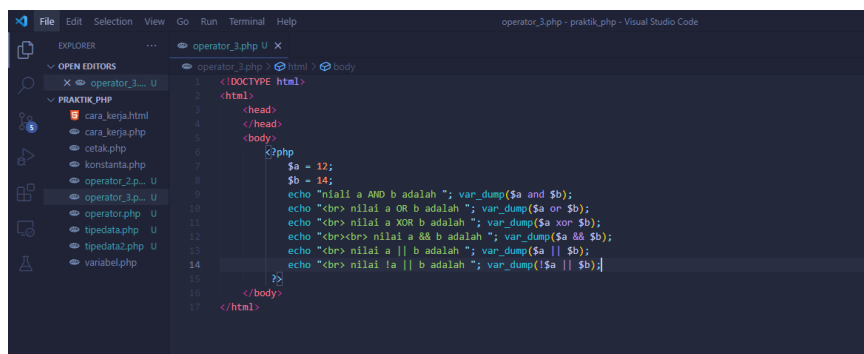 File Edit Selection View Go Run Terminal Help operator_3.php - praktik_php - Visual Studio Code
EXPLORER ... operator_3.php U ×
OPEN EDITORS operator_3.php > html > body
× operator_3.... U
PRAKTIK_PHP
cara_kerja.html
cara_kerja.php
cetak.php
konstanta.php
operator_2.p... U
operator_3.p... U
operator.php U
tipedata.php U
tipedata2.php U
variabel.php
5
1 <!DOCTYPE html>
2 <html>
3 <head>
4 </head>
5 <body>
6 <?php
7 $a = 12;
8 $b = 14;
9 echo "niali a AND b adalah "; var_dump($a and $b);
10 echo "<br> nilai a OR b adalah "; var_dump($a or $b);
11 echo "<br> nilai a XOR b adalah "; var_dump($a xor $b);
12 echo "<br><br> nilai a && b adalah "; var_dump($a && $b);
13 echo "<br> nilai a || b adalah "; var_dump($a || $b);
14 echo "<br> nilai !a || b adalah "; var_dump(!$a || $b);
15 ?>
16 </body>
17 </html>